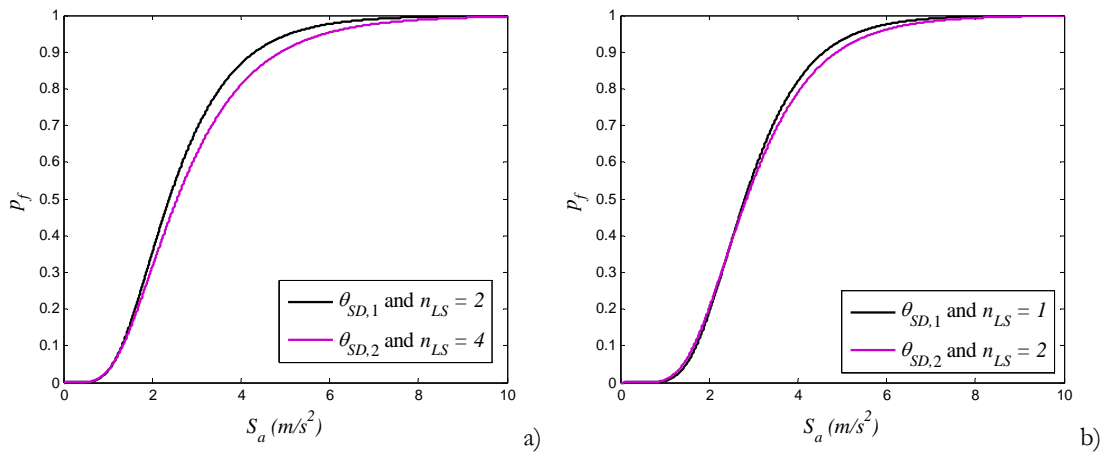 1
0.9
0.8
0.7
0.6
0.5
0.4
0.3
0.2
0.1
0
p_f
0 2 4 6 8 10
S_a (m/s^2)
θ_SD,1 and n_LS = 2
θ_SD,2 and n_LS = 4
a)
1
0.9
0.8
0.7
0.6
0.5
0.4
0.3
0.2
0.1
0
p_f
0 2 4 6 8 10
S_a (m/s^2)
θ_SD,1 and n_LS = 1
θ_SD,2 and n_LS = 2
b)